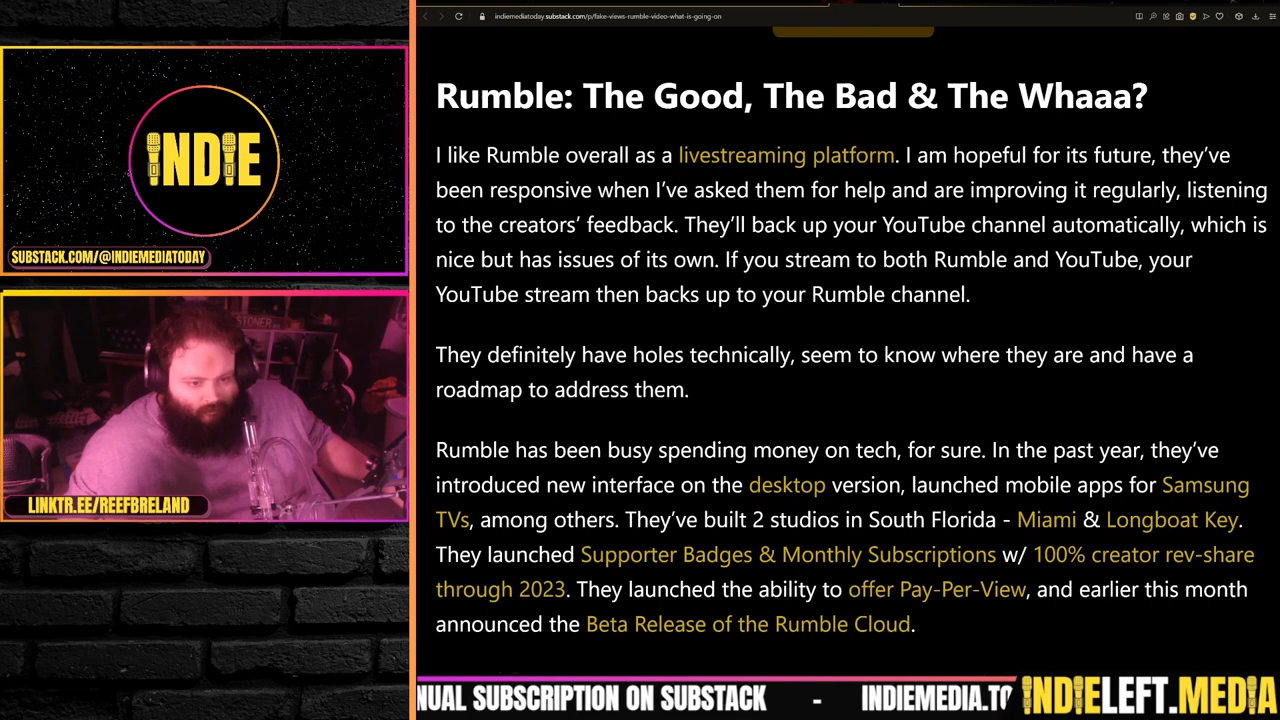 indiemediatoday.substack.com/p/fake-views-rumble-video-what-is-going-on
INDIE
SUBSTACK.COM/@INDIEMEDIATODAY
STONER
LINKTR.EE/REEFBRELAND
Rumble: The Good, The Bad & The Whaaa?
I like Rumble overall as a livestreaming platform. I am hopeful for its future, they’ve
been responsive when I’ve asked them for help and are improving it regularly, listening
to the creators’ feedback. They’ll back up your YouTube channel automatically, which is
nice but has issues of its own. If you stream to both Rumble and YouTube, your
YouTube stream then backs up to your Rumble channel.
They definitely have holes technically, seem to know where they are and have a
roadmap to address them.
Rumble has been busy spending money on tech, for sure. In the past year, they’ve
introduced new interface on the desktop version, launched mobile apps for Samsung
TVs, among others. They’ve built 2 studios in South Florida - Miami & Longboat Key.
They launched Supporter Badges & Monthly Subscriptions w/ 100% creator rev-share
through 2023. They launched the ability to offer Pay-Per-View, and earlier this month
announced the Beta Release of the Rumble Cloud.
NUAL SUBSCRIPTION ON SUBSTACK - INDIEMEDIA.TO
INDIELEFT.MEDIA